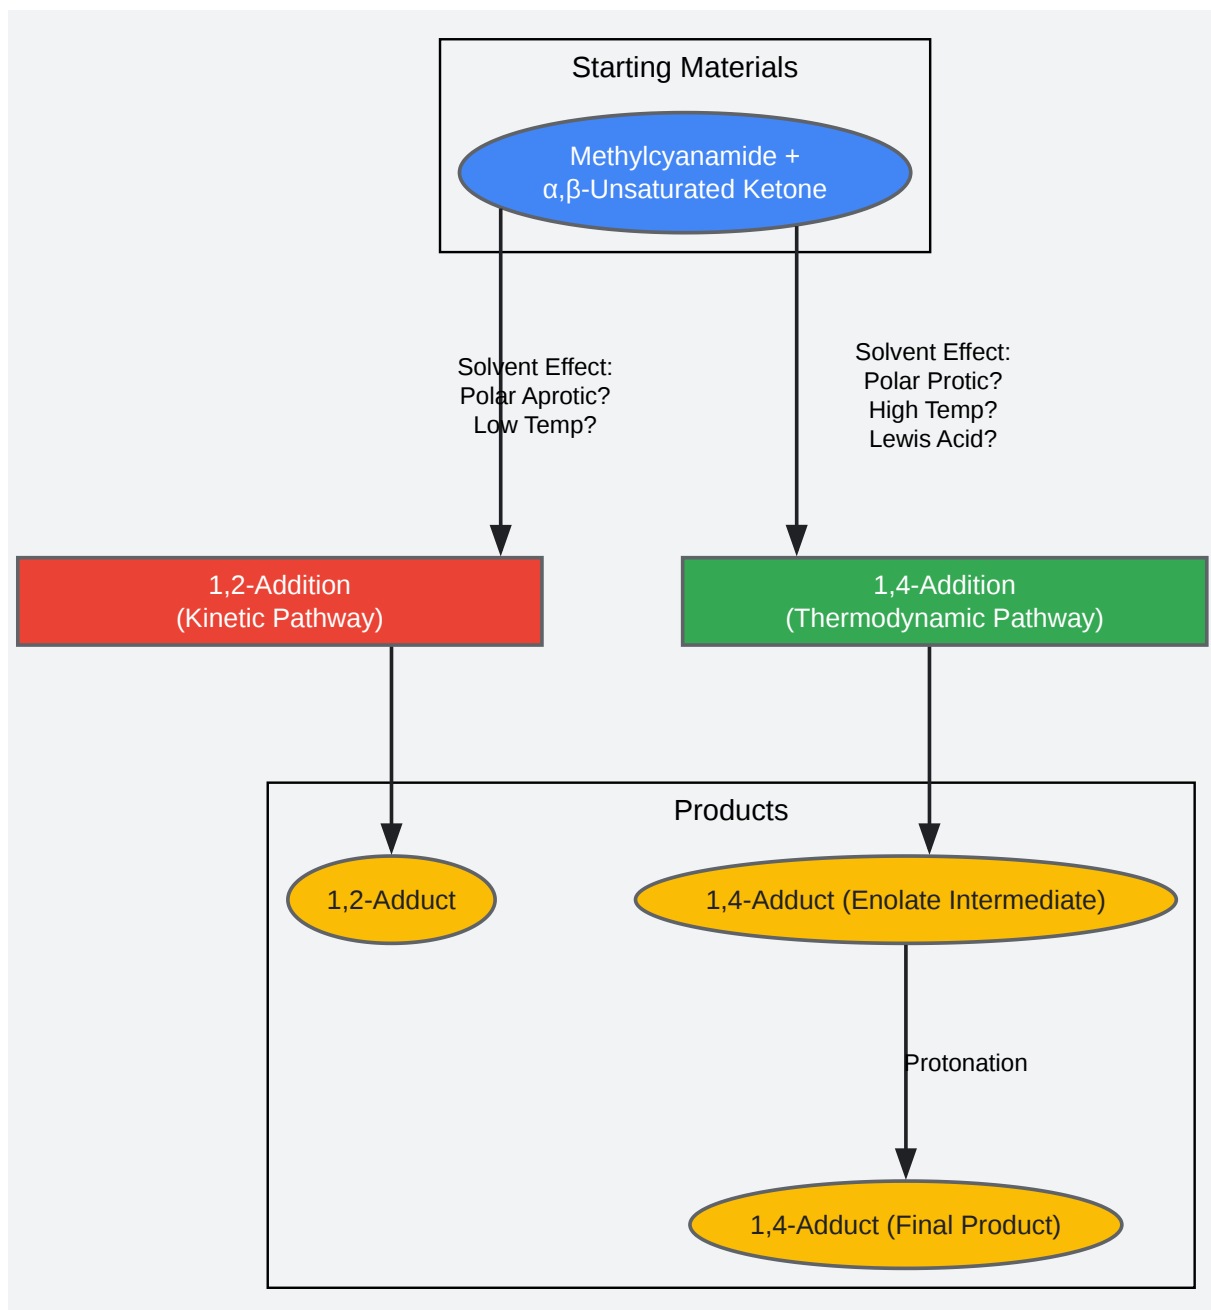 Starting Materials
Methylcyanamide +
α,β-Unsaturated Ketone
Solvent Effect:
Polar Aprotic?
Low Temp?
Solvent Effect:
Polar Protic?
High Temp?
Lewis Acid?
1,2-Addition
(Kinetic Pathway)
1,4-Addition
(Thermodynamic Pathway)
Products
1,2-Adduct
1,4-Adduct (Enolate Intermediate)
Protonation
1,4-Adduct (Final Product)